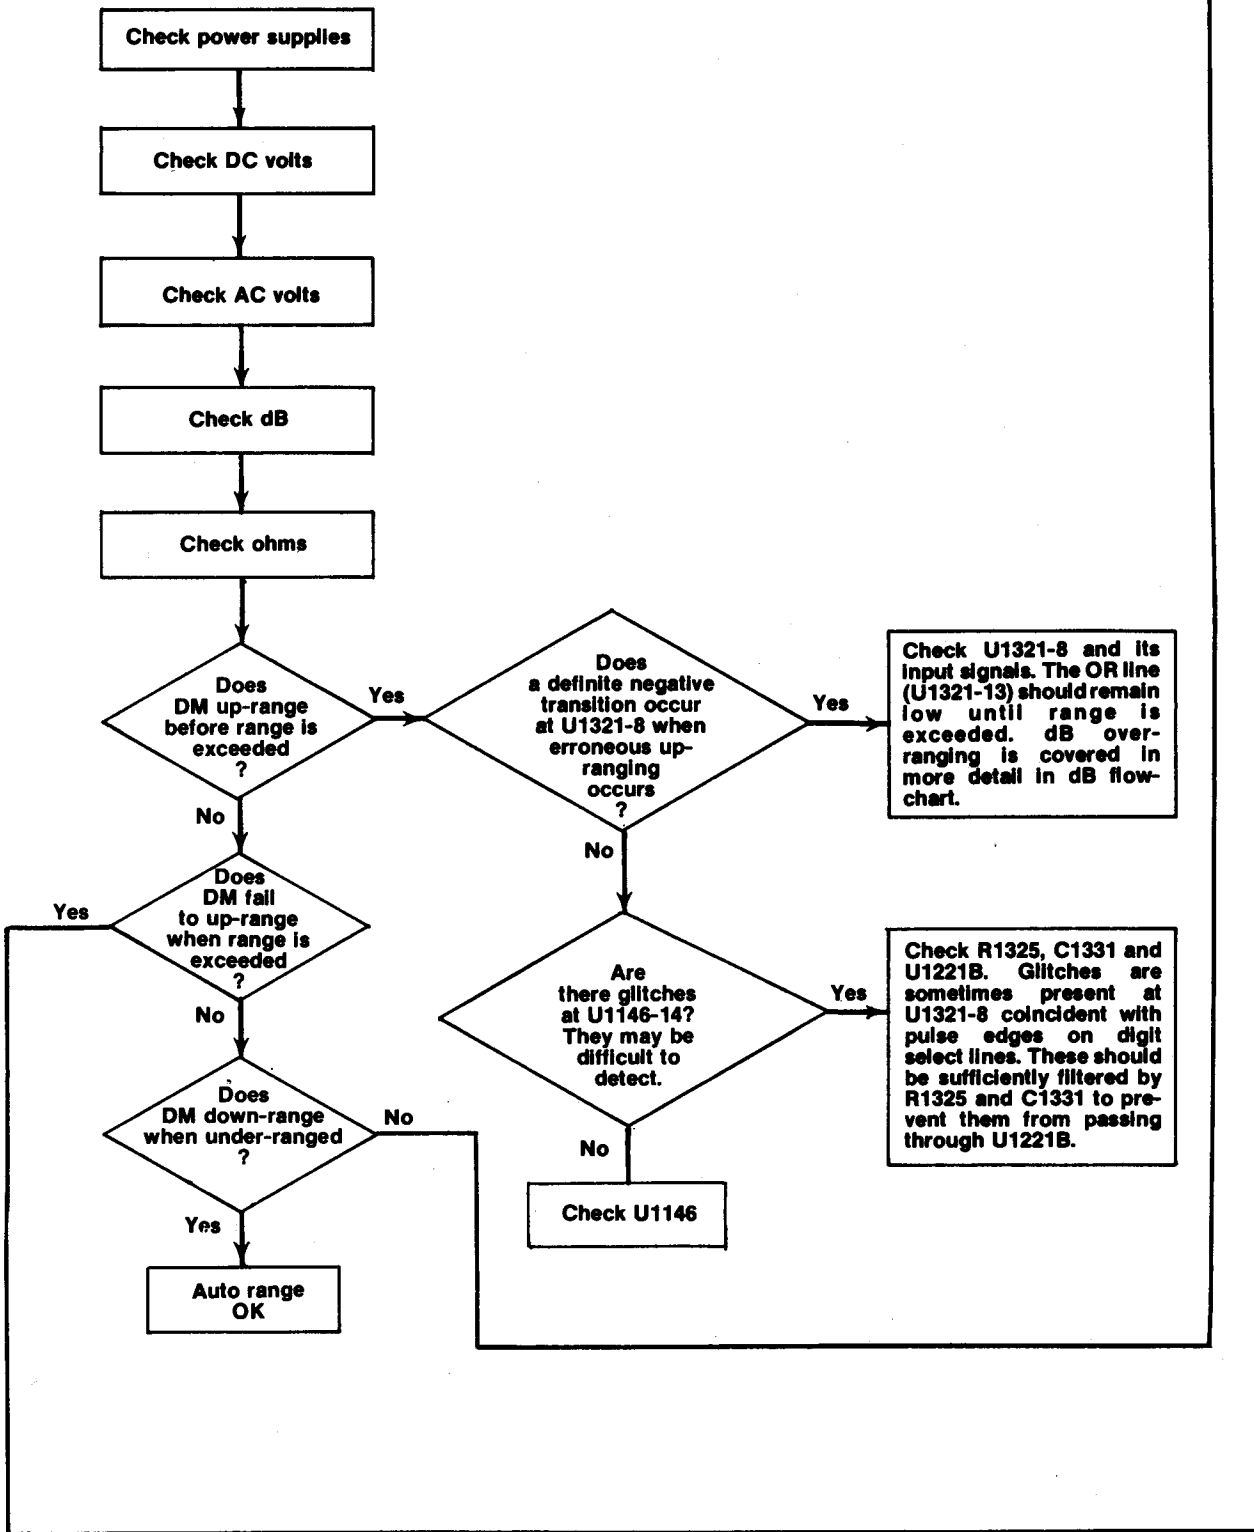 Check power supplies
Check DC volts
Check AC volts
Check dB
Check ohms
Does
DM up-range
before range is
exceeded
?
Yes
No
Does
a definite negative
transition occur
at U1321-8 when
erroneous up-
ranging
occurs
?
Yes
No
Check U1321-8 and its
input signals. The OR line
(U1321-13) should remain
low until range is
exceeded. dB over-
ranging is covered in
more detail in dB flow-
chart.
Does
DM fail
to up-range
when range is
exceeded
?
Yes
No
Are
there glitches
at U1146-14?
They may be
difficult to
detect.
Yes
No
Check R1325, C1331 and
U1221B. Glitches are
sometimes present at
U1321-8 coincident with
pulse edges on digit
select lines. These should
be sufficiently filtered by
R1325 and C1331 to pre-
vent them from passing
through U1221B.
Does
DM down-range
when under-ranged
?
No
Yes
Check U1146
Auto range
OK